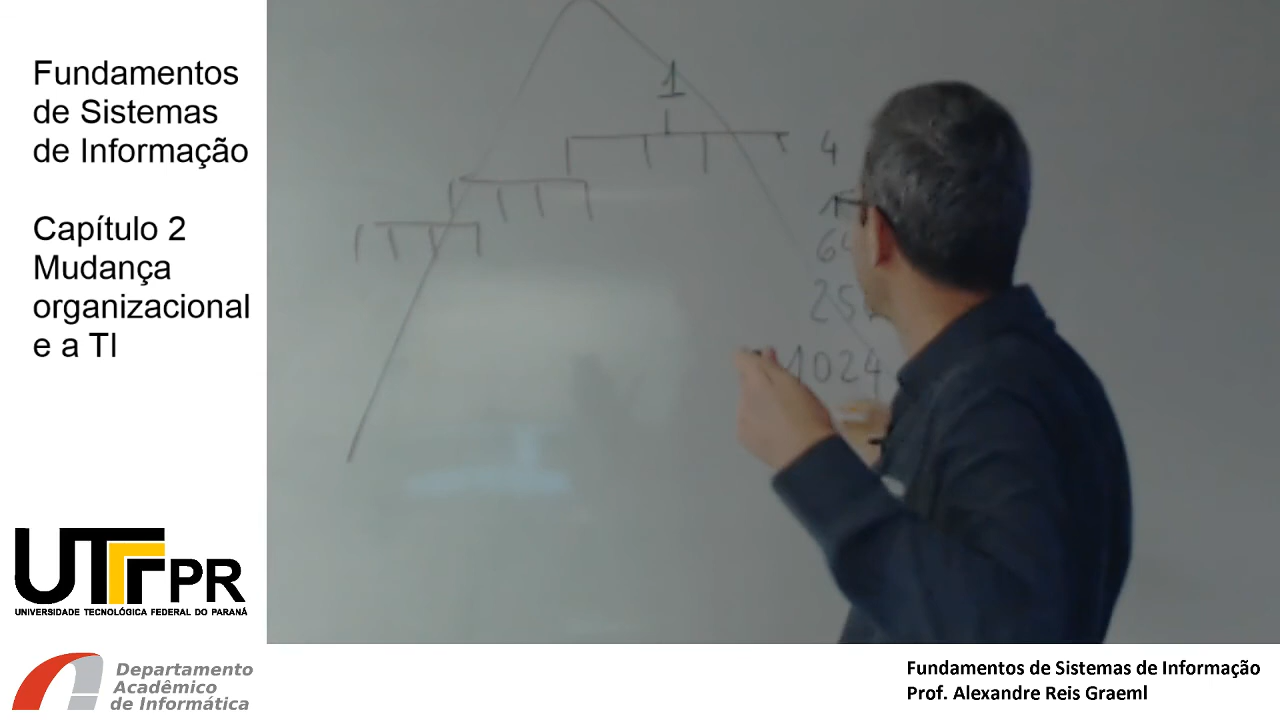 Fundamentos
de Sistemas
de Informação
Capítulo 2
Mudança
organizacional
e a TI
1
4
1024
UTFPR
UNIVERSIDADE TECNOLÓGICA FEDERAL DO PARANÁ
Departamento
Acadêmico
de Informática
Fundamentos de Sistemas de Informação
Prof. Alexandre Reis Graeml